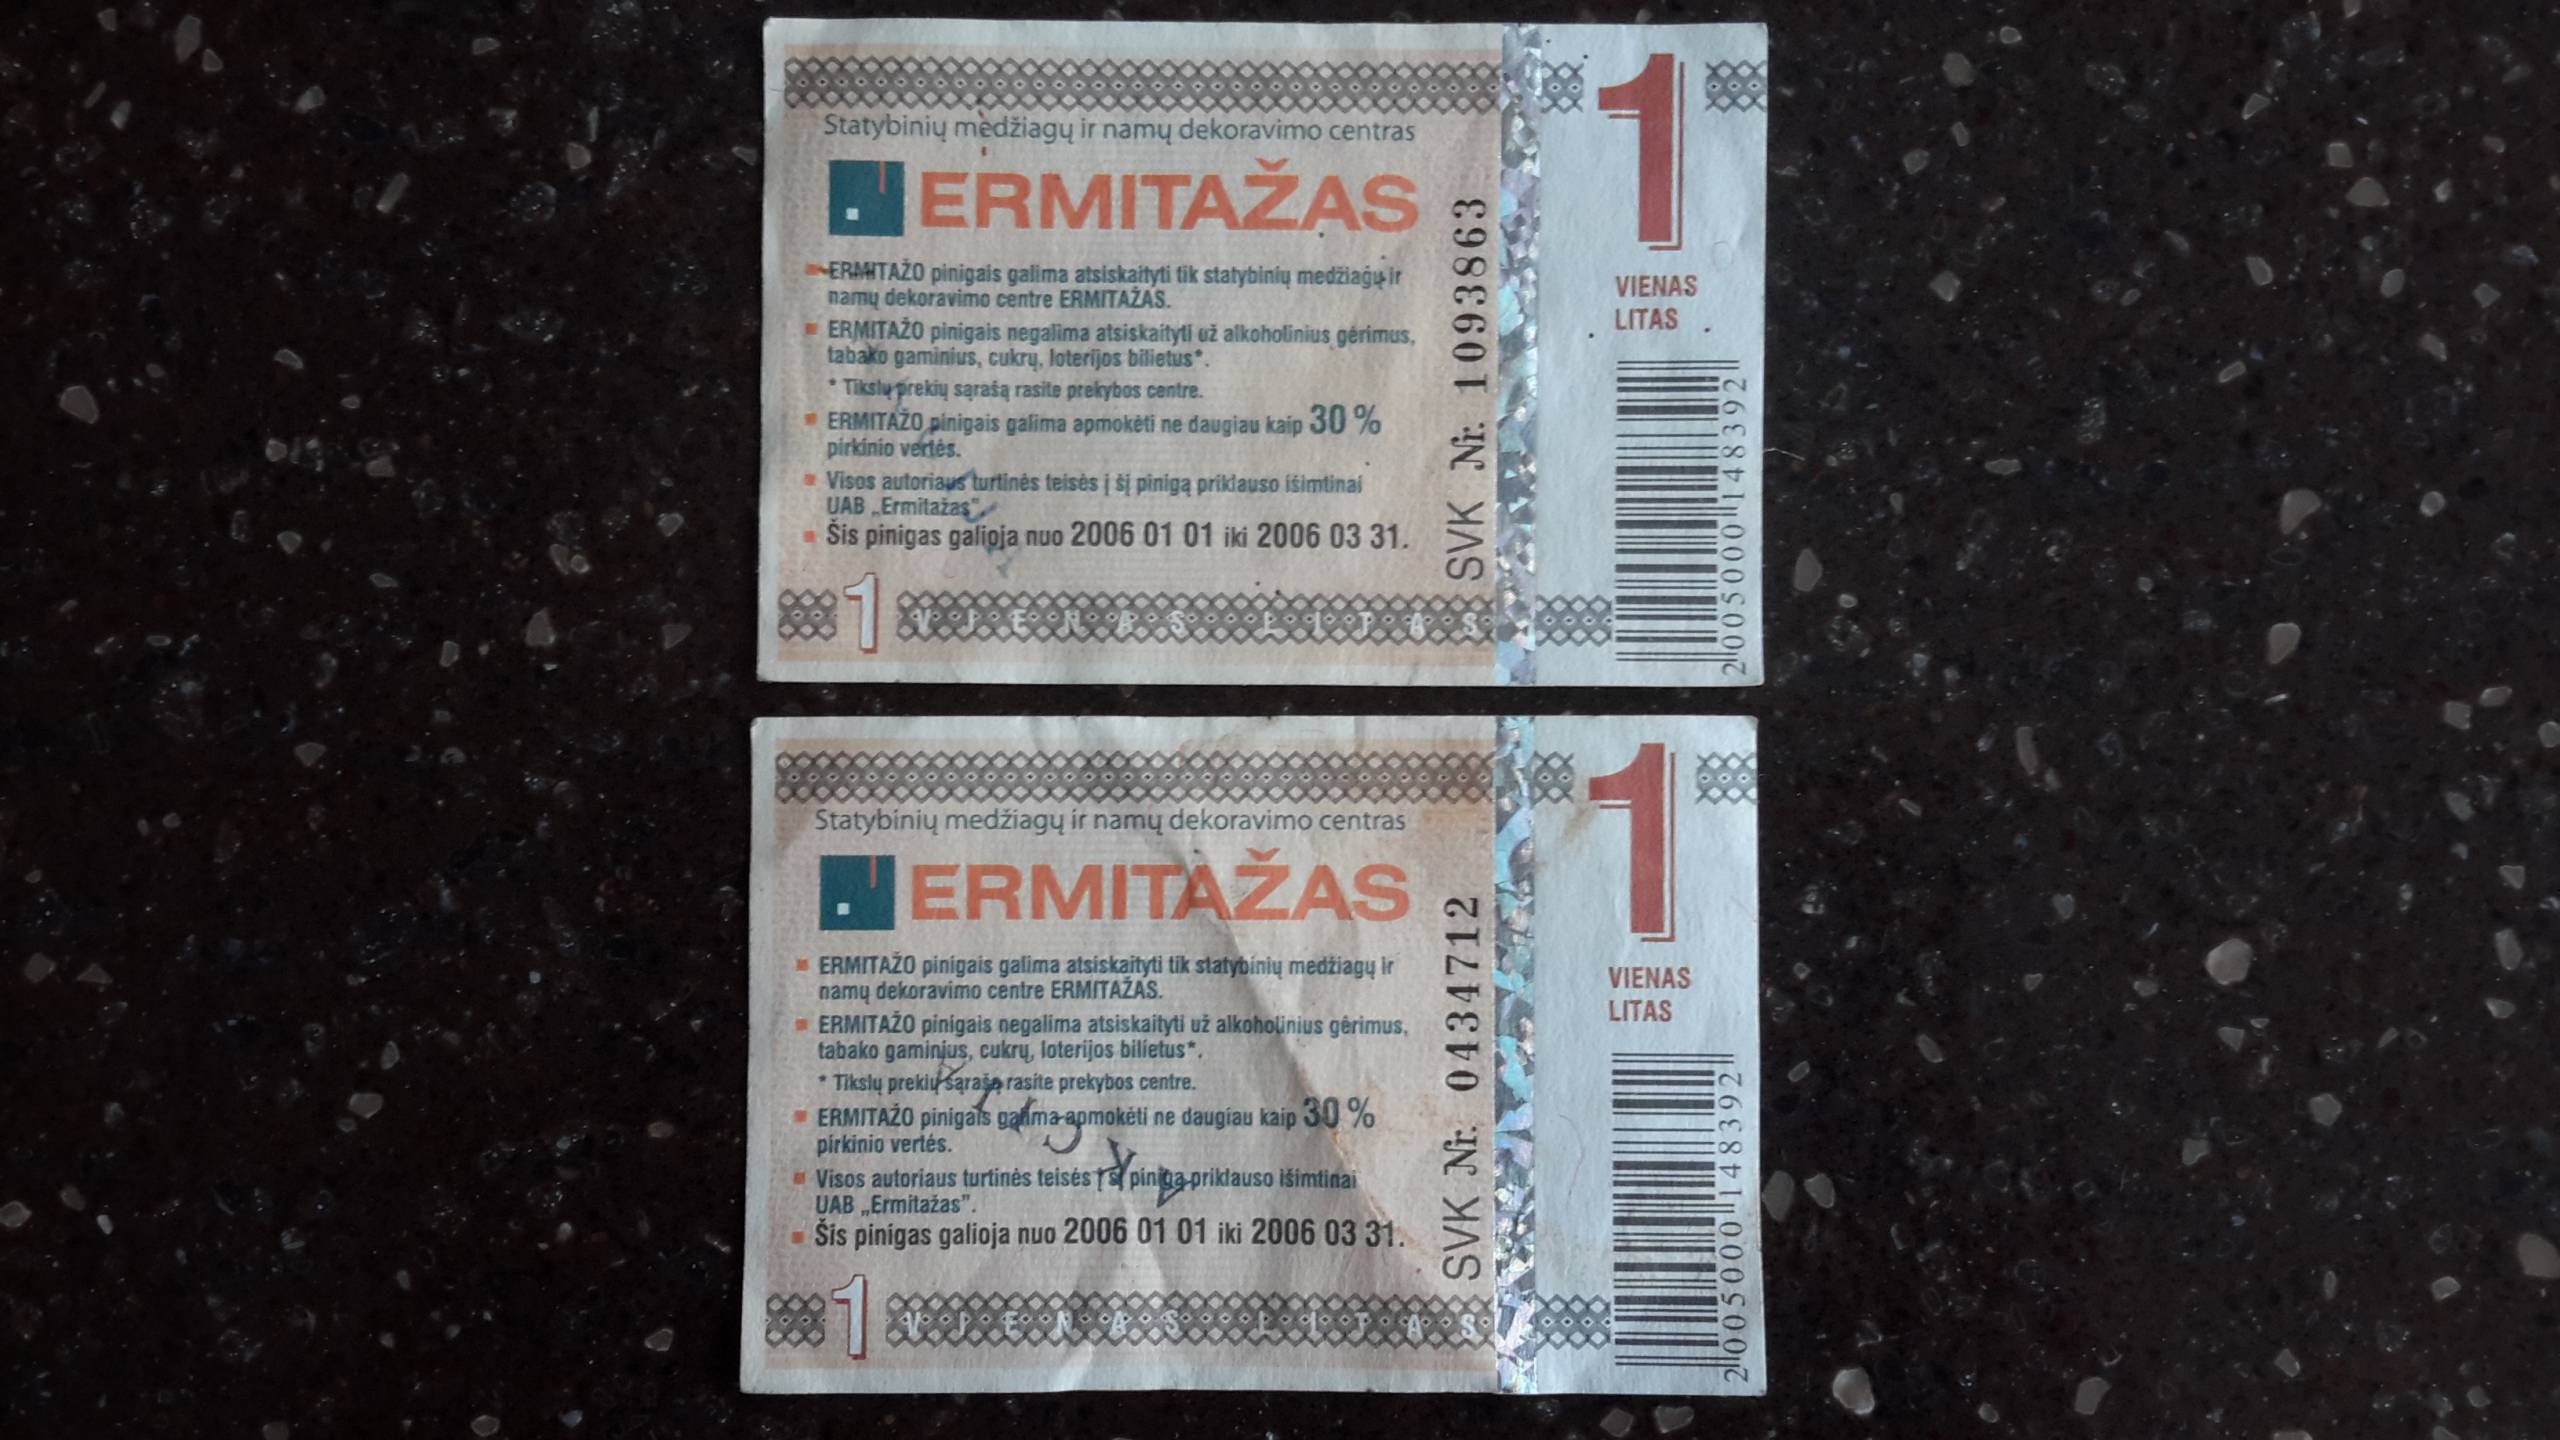 Statybinių medžiagų ir namų dekoravimo centras
ERMITAŽAS
ERMITAŽO pinigais galima atsiskaityti tik statybinių medžiagų ir
namų dekoravimo centre ERMITAŽAS.
ERMITAŽO pinigais negalima atsiskaityti už alkoholinius gėrimus,
tabako gaminius, cukrų, loterijos bilietus*.
* Tikslų prekių sąrašą rasite prekybos centre.
ERMITAŽO pinigais galima apmokėti ne daugiau kaip 30 %
pirkinio vertės.
Visos autoriaus turtinės teisės į šį pinigą priklauso išimtinai
UAB „Ermitažas”.
Šis pinigas galioja nuo 2006 01 01 iki 2006 03 31.
1 VIENAS LITAS
SVK Nr. 1093863
1
VIENAS
LITAS
2005000148392
Statybinių medžiagų ir namų dekoravimo centras
ERMITAŽAS
ERMITAŽO pinigais galima atsiskaityti tik statybinių medžiagų ir
namų dekoravimo centre ERMITAŽAS.
ERMITAŽO pinigais negalima atsiskaityti už alkoholinius gėrimus,
tabako gaminius, cukrų, loterijos bilietus*.
* Tikslų prekių sąrašą rasite prekybos centre.
ERMITAŽO pinigais galima apmokėti ne daugiau kaip 30 %
pirkinio vertės.
Visos autoriaus turtinės teisės į šį pinigą priklauso išimtinai
UAB „Ermitažas”.
Šis pinigas galioja nuo 2006 01 01 iki 2006 03 31.
1 VIENAS LITAS
SVK Nr. 0434712
1
VIENAS
LITAS
2005000148392